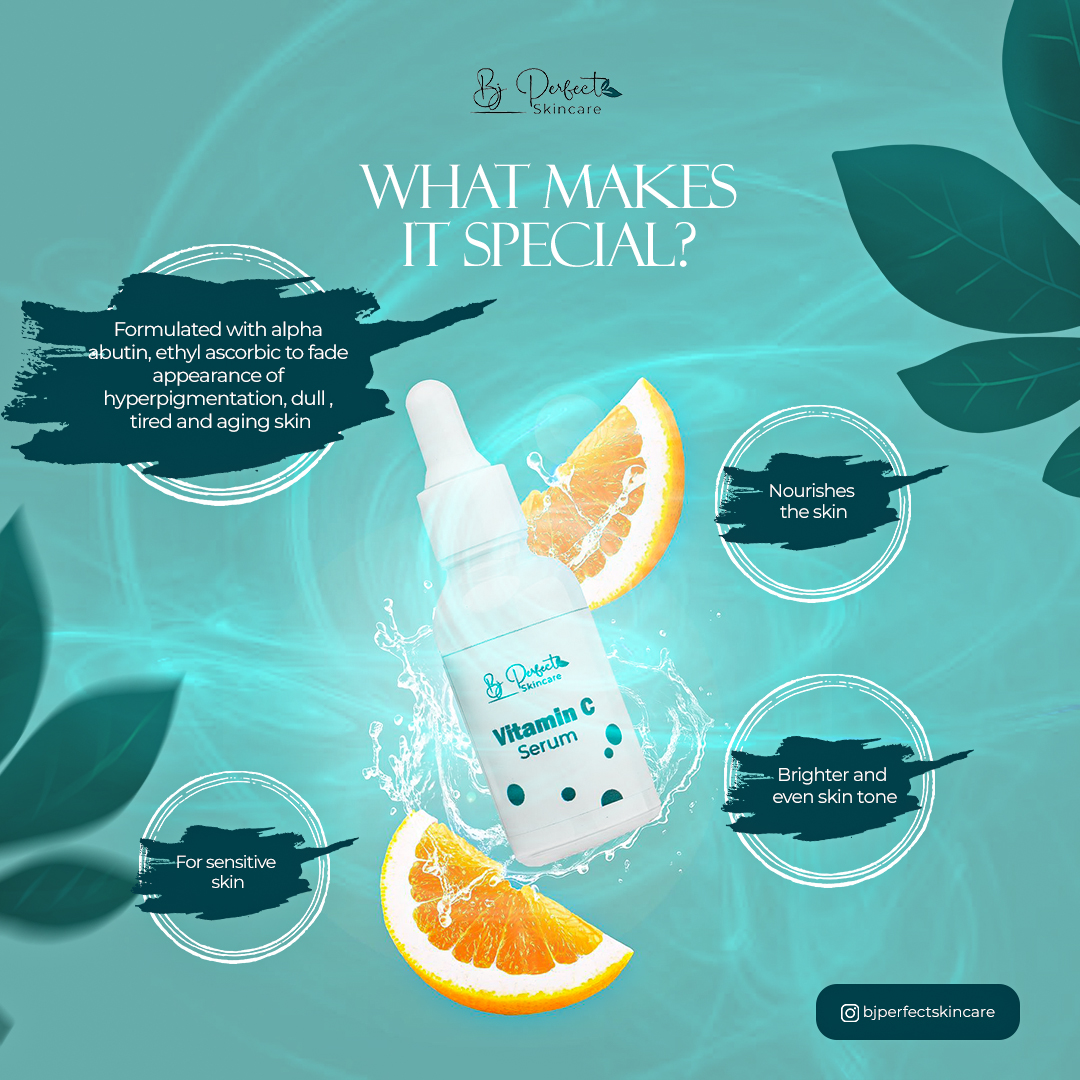 Bj Perfect
Skincare
WHAT MAKES
IT SPECIAL?
Formulated with alpha
abutin, ethyl ascorbic to fade
appearance of
hyperpigmentation, dull ,
tired and aging skin
Nourishes
the skin
Bj Perfect
Skincare
Vitamin C
Serum
Brighter and
even skin tone
For sensitive
skin
bjperfectskincare